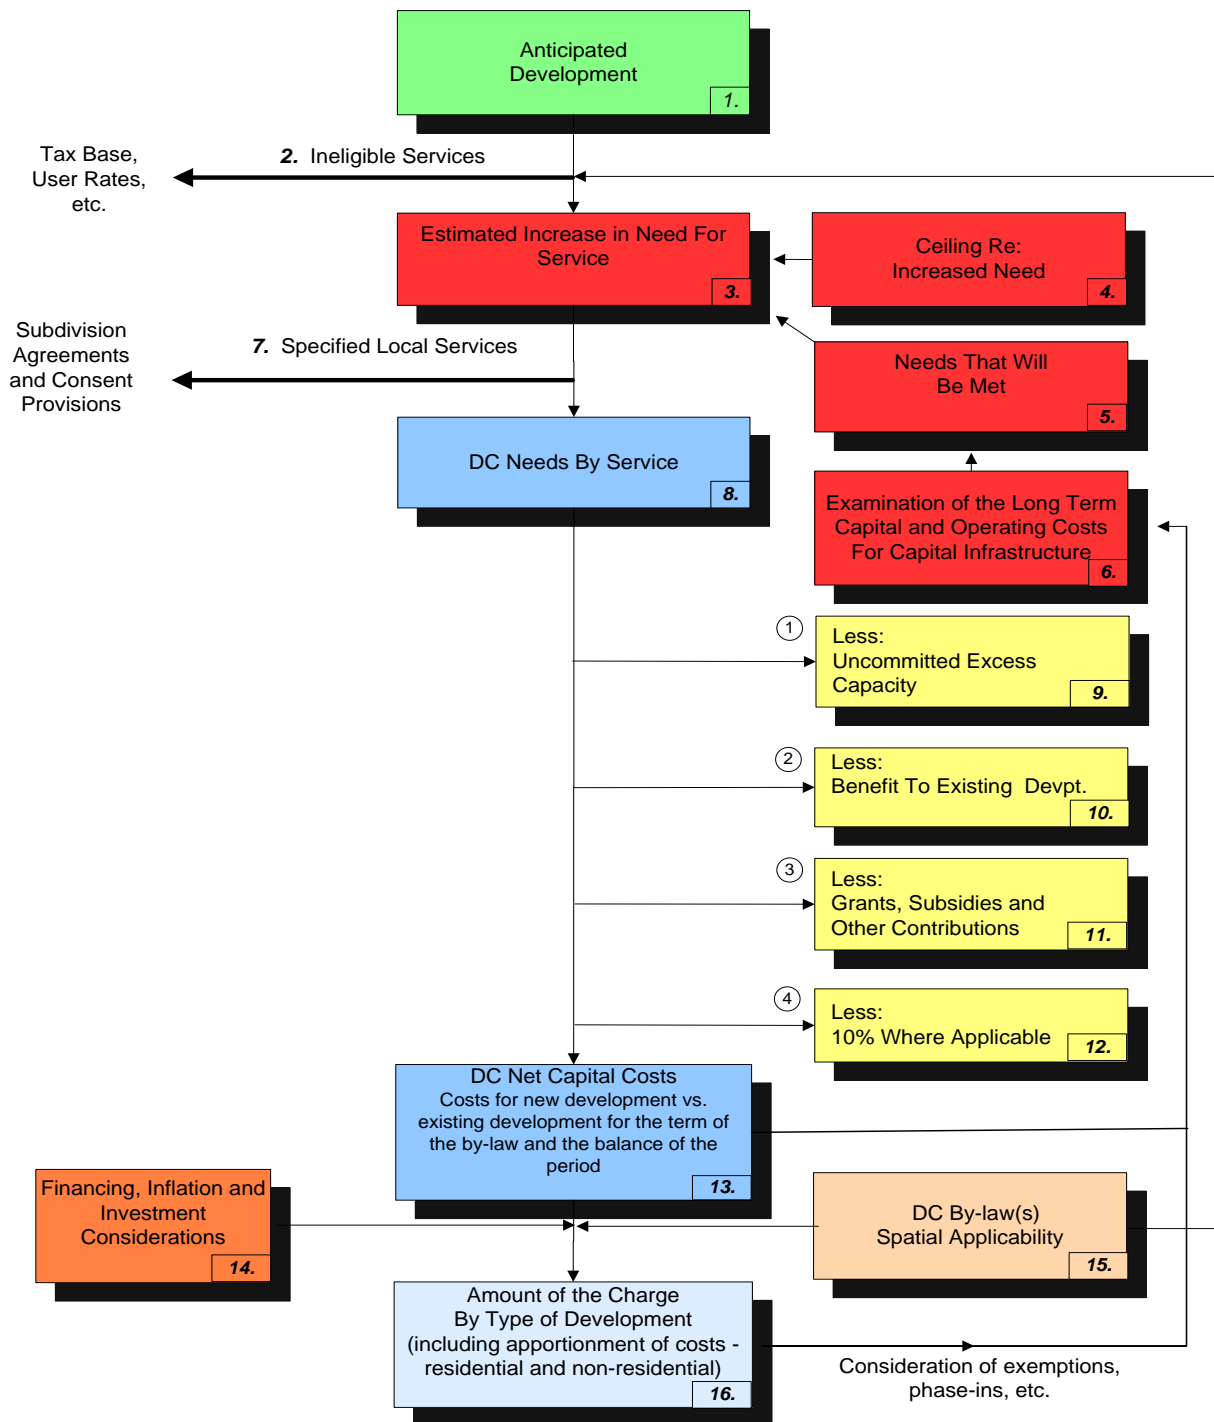 Anticipated
Development
1.
Tax Base,
User Rates,
etc.
2. Ineligible Services
Estimated Increase in Need For
Service
3.
Ceiling Re:
Increased Need
4.
Subdivision
Agreements
and Consent
Provisions
7. Specified Local Services
Needs That Will
Be Met
5.
DC Needs By Service
8.
Examination of the Long Term
Capital and Operating Costs
For Capital Infrastructure
6.
1
Less:
Uncommitted Excess
Capacity
9.
2
Less:
Benefit To Existing Devpt.
10.
3
Less:
Grants, Subsidies and
Other Contributions
11.
4
Less:
10% Where Applicable
12.
DC Net Capital Costs
Costs for new development vs.
existing development for the term of
the by-law and the balance of the
period
13.
Financing, Inflation and
Investment
Considerations
14.
DC By-law(s)
Spatial Applicability
15.
Amount of the Charge
By Type of Development
(including apportionment of costs -
residential and non-residential)
16.
Consideration of exemptions,
phase-ins, etc.